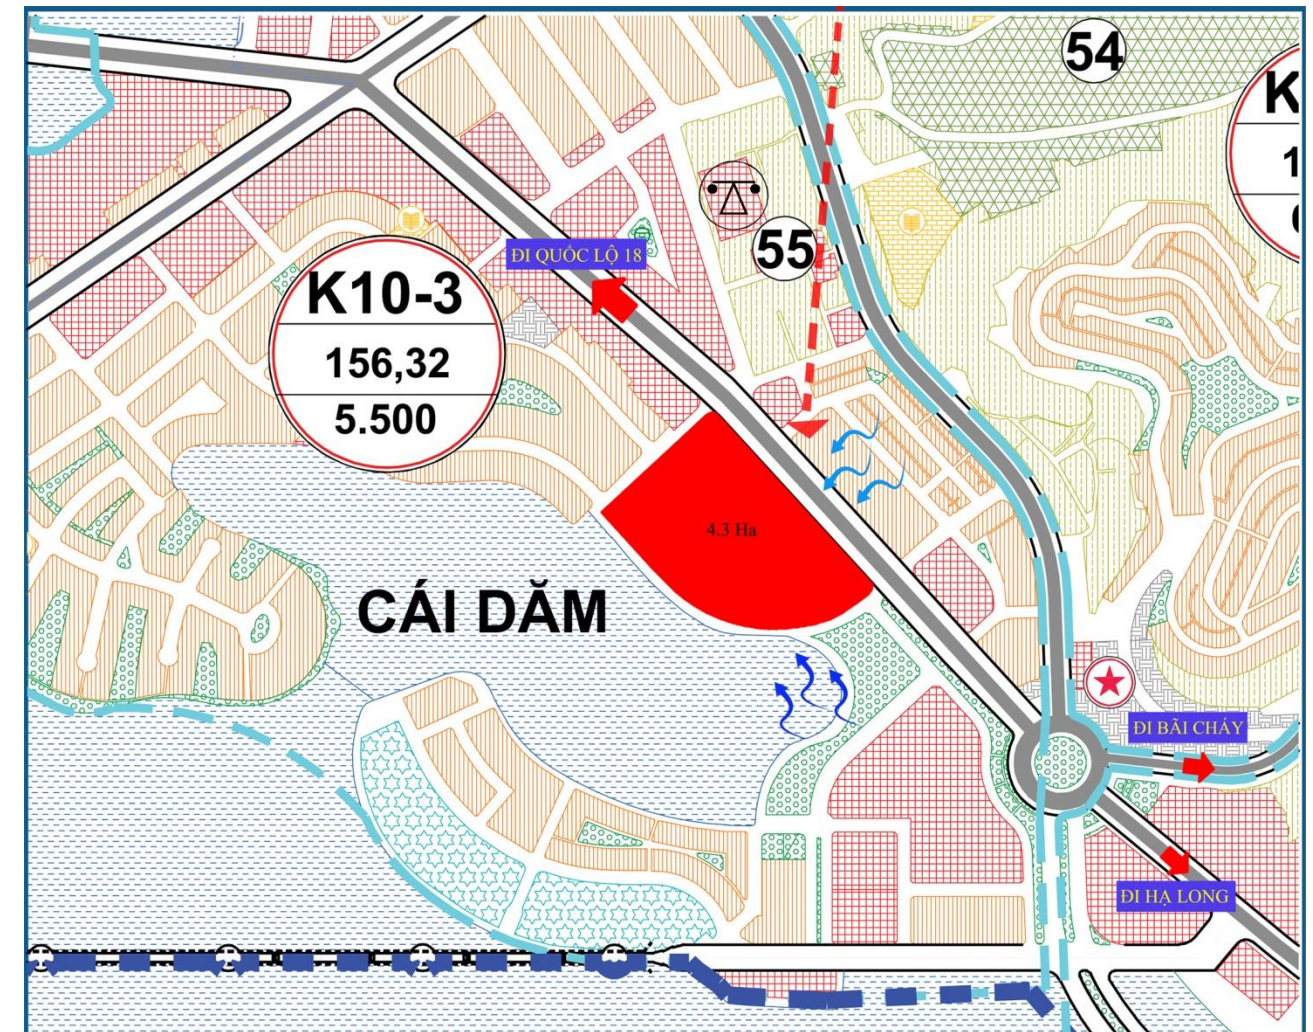 54
K
1
55
ĐI QUỐC LỘ 18
K10-3
156,32
5.500
4.3 Ha
CÁI DĂM
ĐI BÃI CHÁY
ĐI HẠ LONG